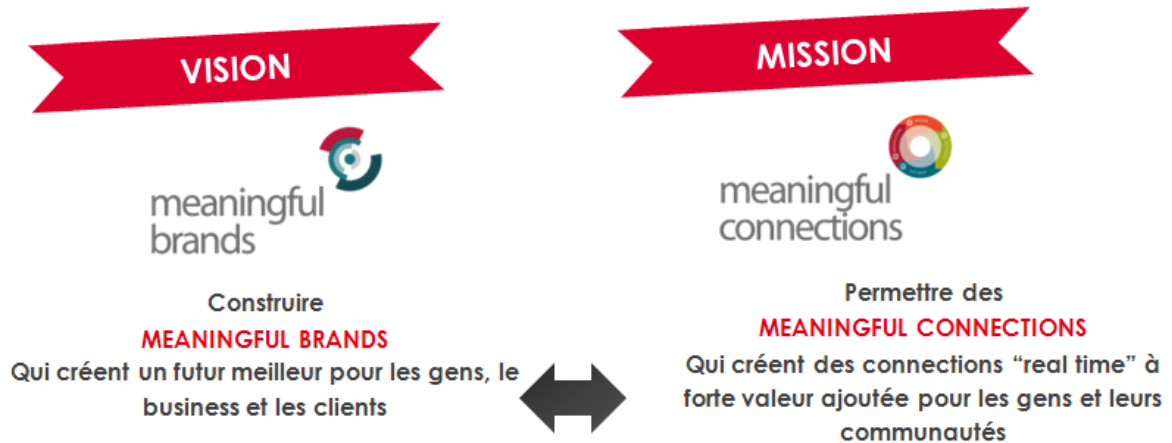 VISION
meaningful
brands
Construire
MEANINGFUL BRANDS
Qui créent un futur meilleur pour les gens, le
business et les clients
MISSION
meaningful
connections
Permettre des
MEANINGFUL CONNECTIONS
Qui créent des connections “real time” à
forte valeur ajoutée pour les gens et leurs
communautés